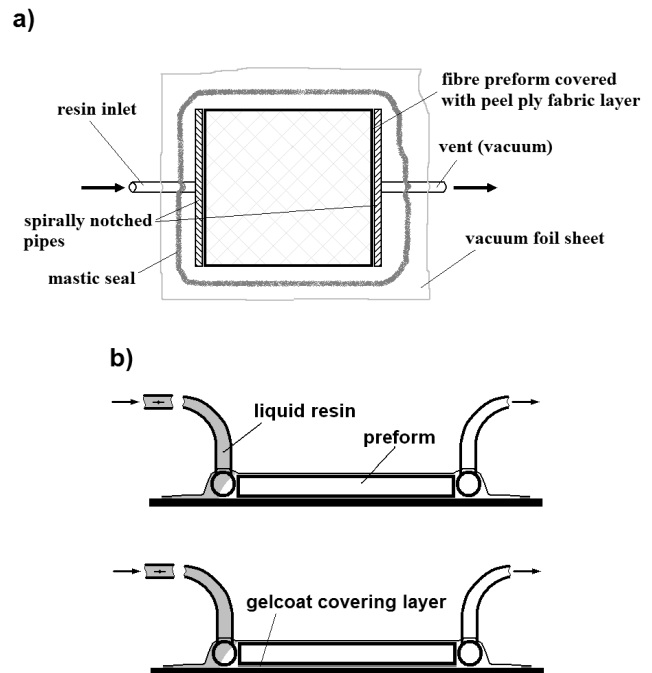 a)
fibre preform covered
with peel ply fabric layer
resin inlet
vent (vacuum)
spirally notched
pipes
vacuum foil sheet
mastic seal
b)
liquid resin
preform
gelcoat covering layer